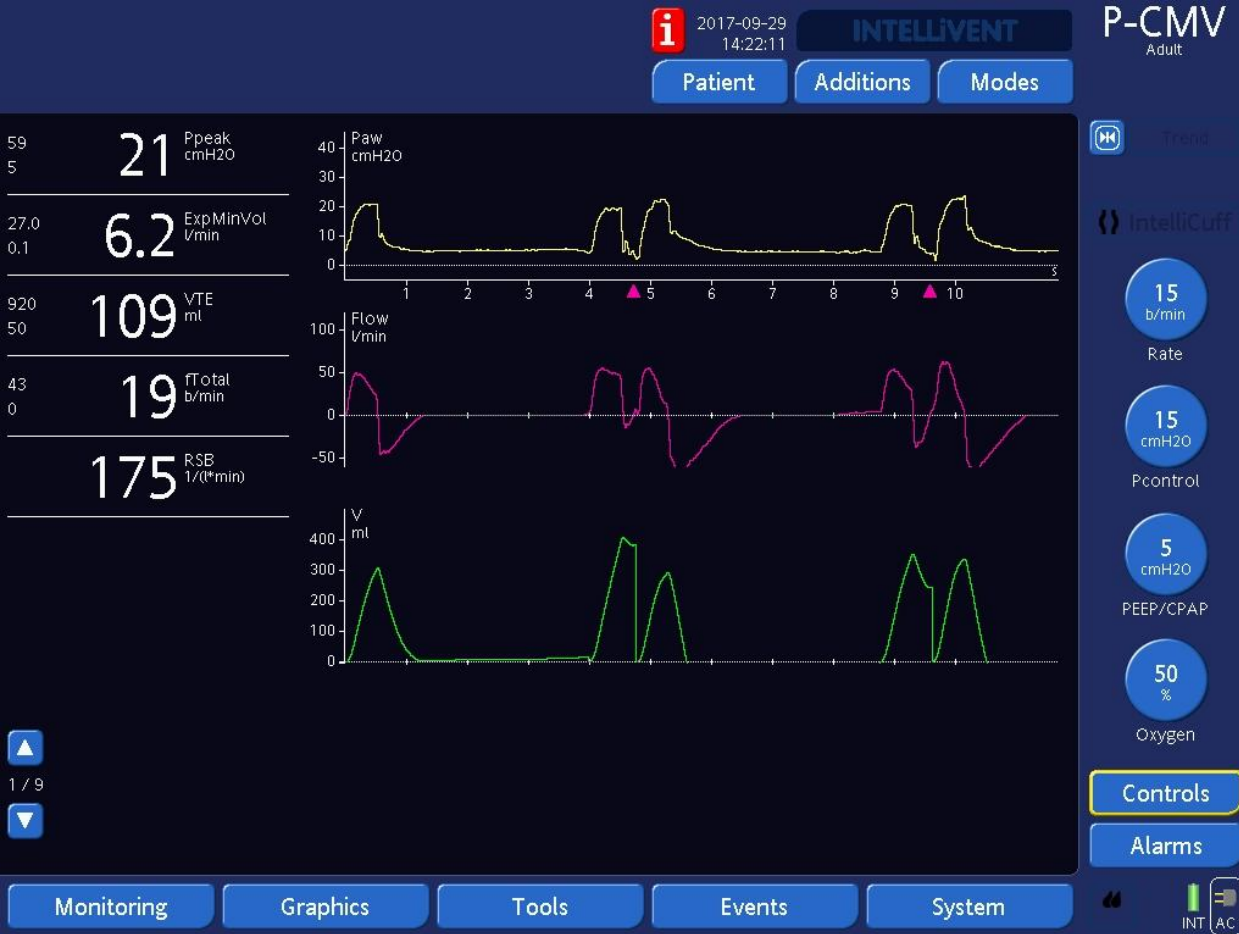 i
2017-09-29
14:22:11
INTELLiVENT
P-CMV
Adult
Patient
Additions
Modes
59
5
21
Ppeak
cmH2O
27.0
0.1
6.2
ExpMinVol
l/min
920
50
109
VTE
ml
43
0
19
fTotal
b/min
175
RSB
1/(l*min)
Paw
cmH2O
40
30
20
10
0
s
1 2 3 4 5 6 7 8 9 10
Flow
l/min
100
50
0
-50
V
ml
400
300
200
100
0
Trend
IntelliCuff
15
b/min
Rate
15
cmH2O
Pcontrol
5
cmH2O
PEEP/CPAP
50
%
Oxygen
Controls
Alarms
1 / 9
Monitoring
Graphics
Tools
Events
System
INT
AC